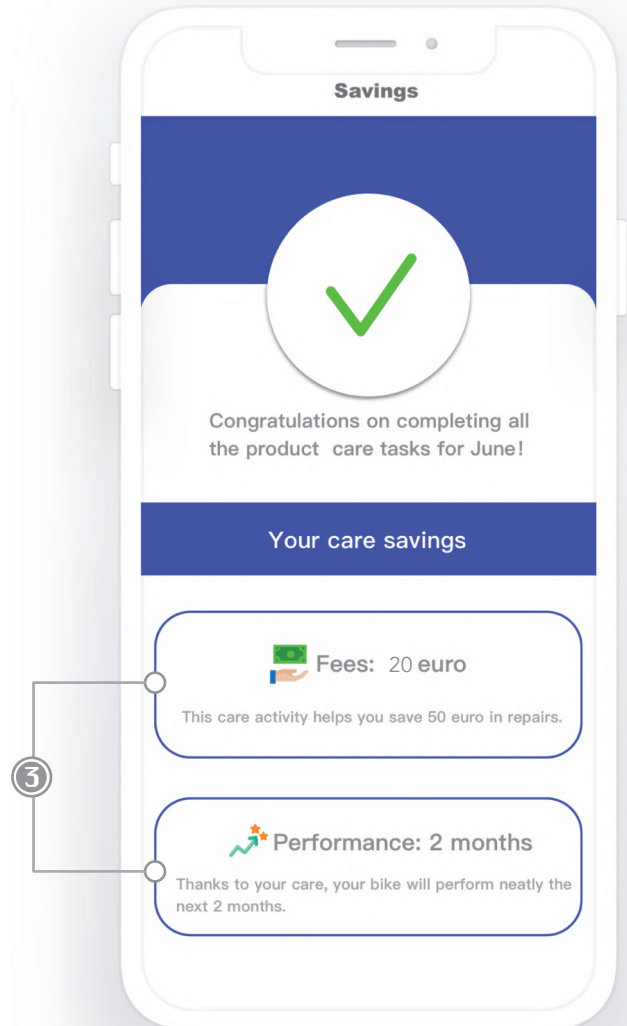 Savings
Congratulations on completing all
the product care tasks for June!
Your care savings
Fees: 20 euro
This care activity helps you save 50 euro in repairs.
3
Performance: 2 months
Thanks to your care, your bike will perform neatly the
next 2 months.